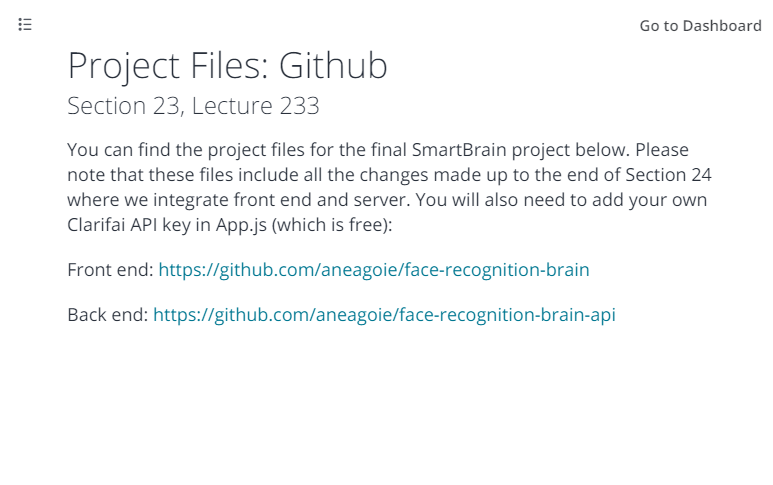 Go to Dashboard
Project Files: Github
Section 23, Lecture 233
You can find the project files for the final SmartBrain project below. Please
note that these files include all the changes made up to the end of Section 24
where we integrate front end and server. You will also need to add your own
Clarifai API key in App.js (which is free):
Front end: https://github.com/aneagoie/face-recognition-brain
Back end: https://github.com/aneagoie/face-recognition-brain-api